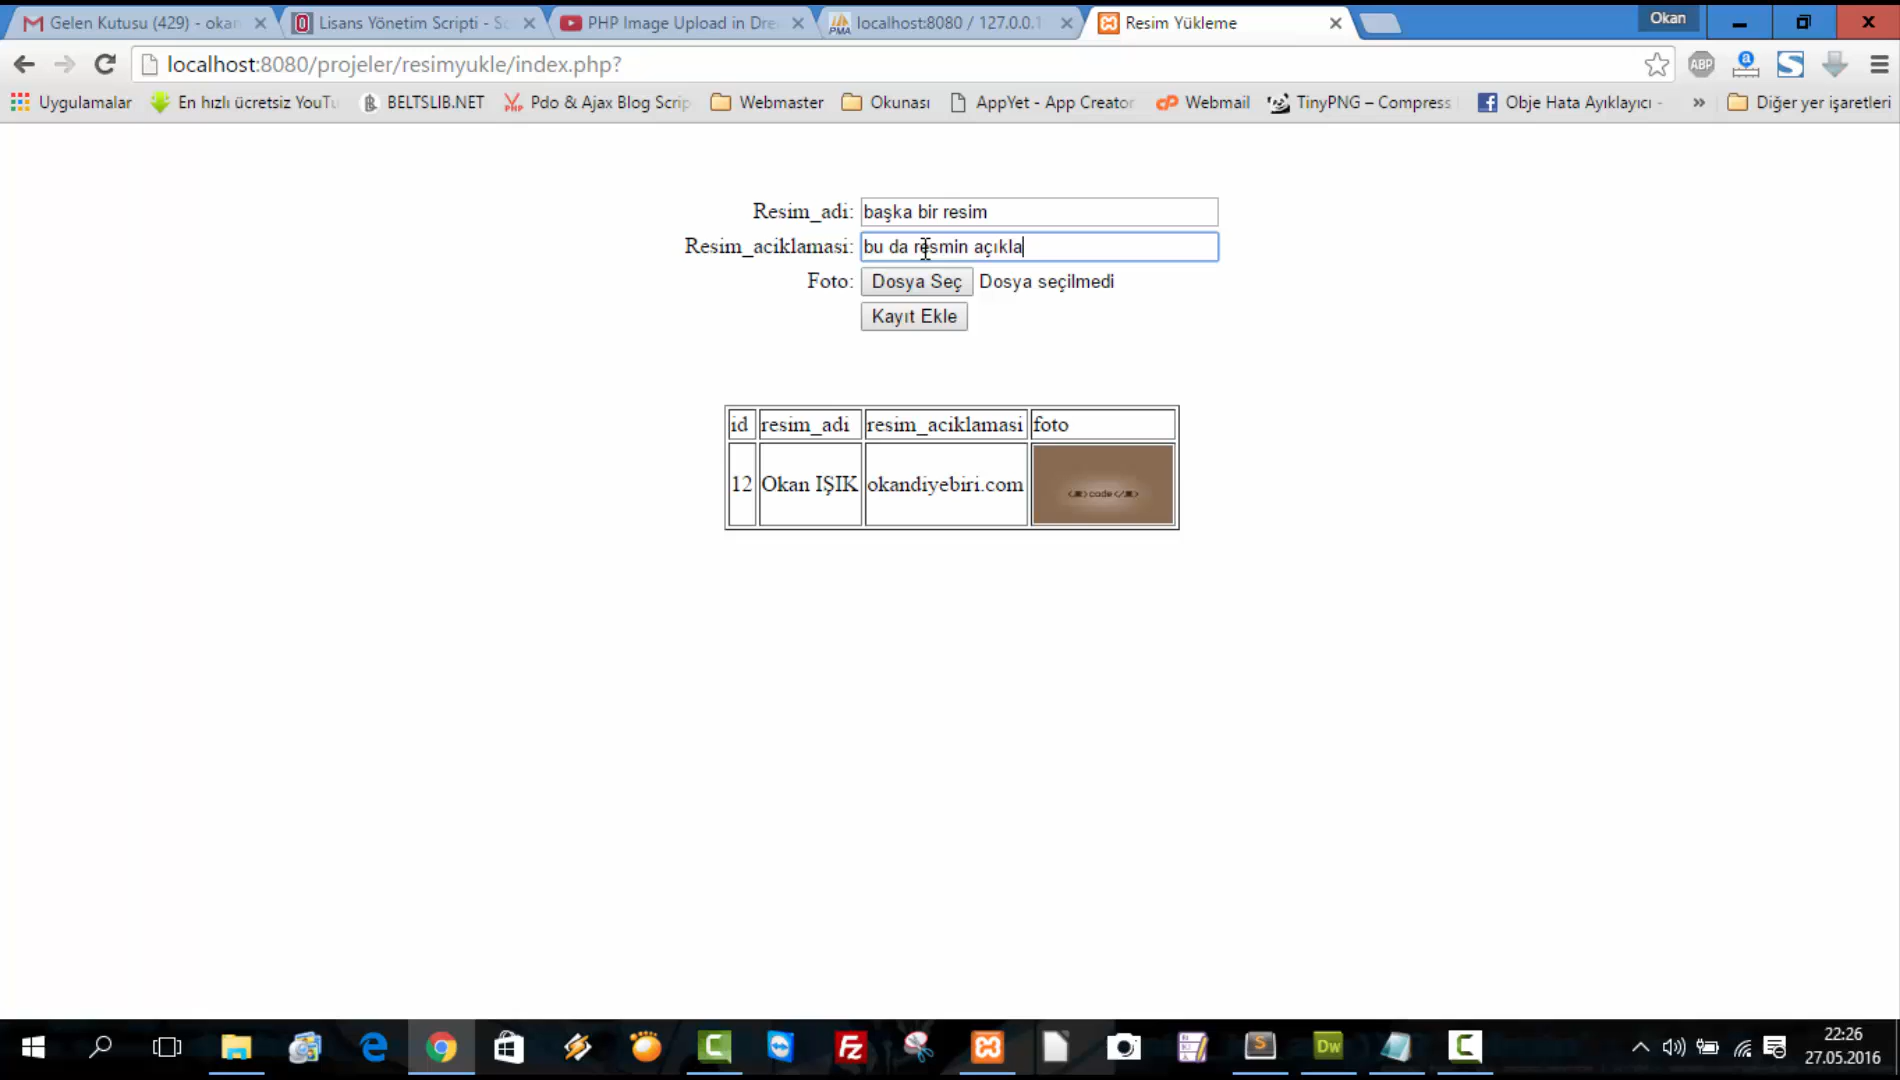 Gelen Kutusu (429) - okan
Lisans Yönetim Scripti - Sc
PHP Image Upload in Dre
localhost:8080 / 127.0.0.1
Resim Yükleme
Okan
localhost:8080/projeler/resimyukle/index.php?
ABP
Uygulamalar
En hızlı ücretsiz YouTu
BELTSLIB.NET
Pdo & Ajax Blog Scrip
Webmaster
Okunası
AppYet - App Creator
Webmail
TinyPNG – Compress
Obje Hata Ayıklayıcı -
»
Diğer yer işaretleri
Resim_adi: başka bir resim
Resim_aciklamasi: bu da resmin açıkla
Foto: Dosya Seç Dosya seçilmedi
Kayıt Ekle
id resim_adi resim_aciklamasi foto
12 Okan IŞIK okandiyebiri.com
code
22:26
27.05.2016